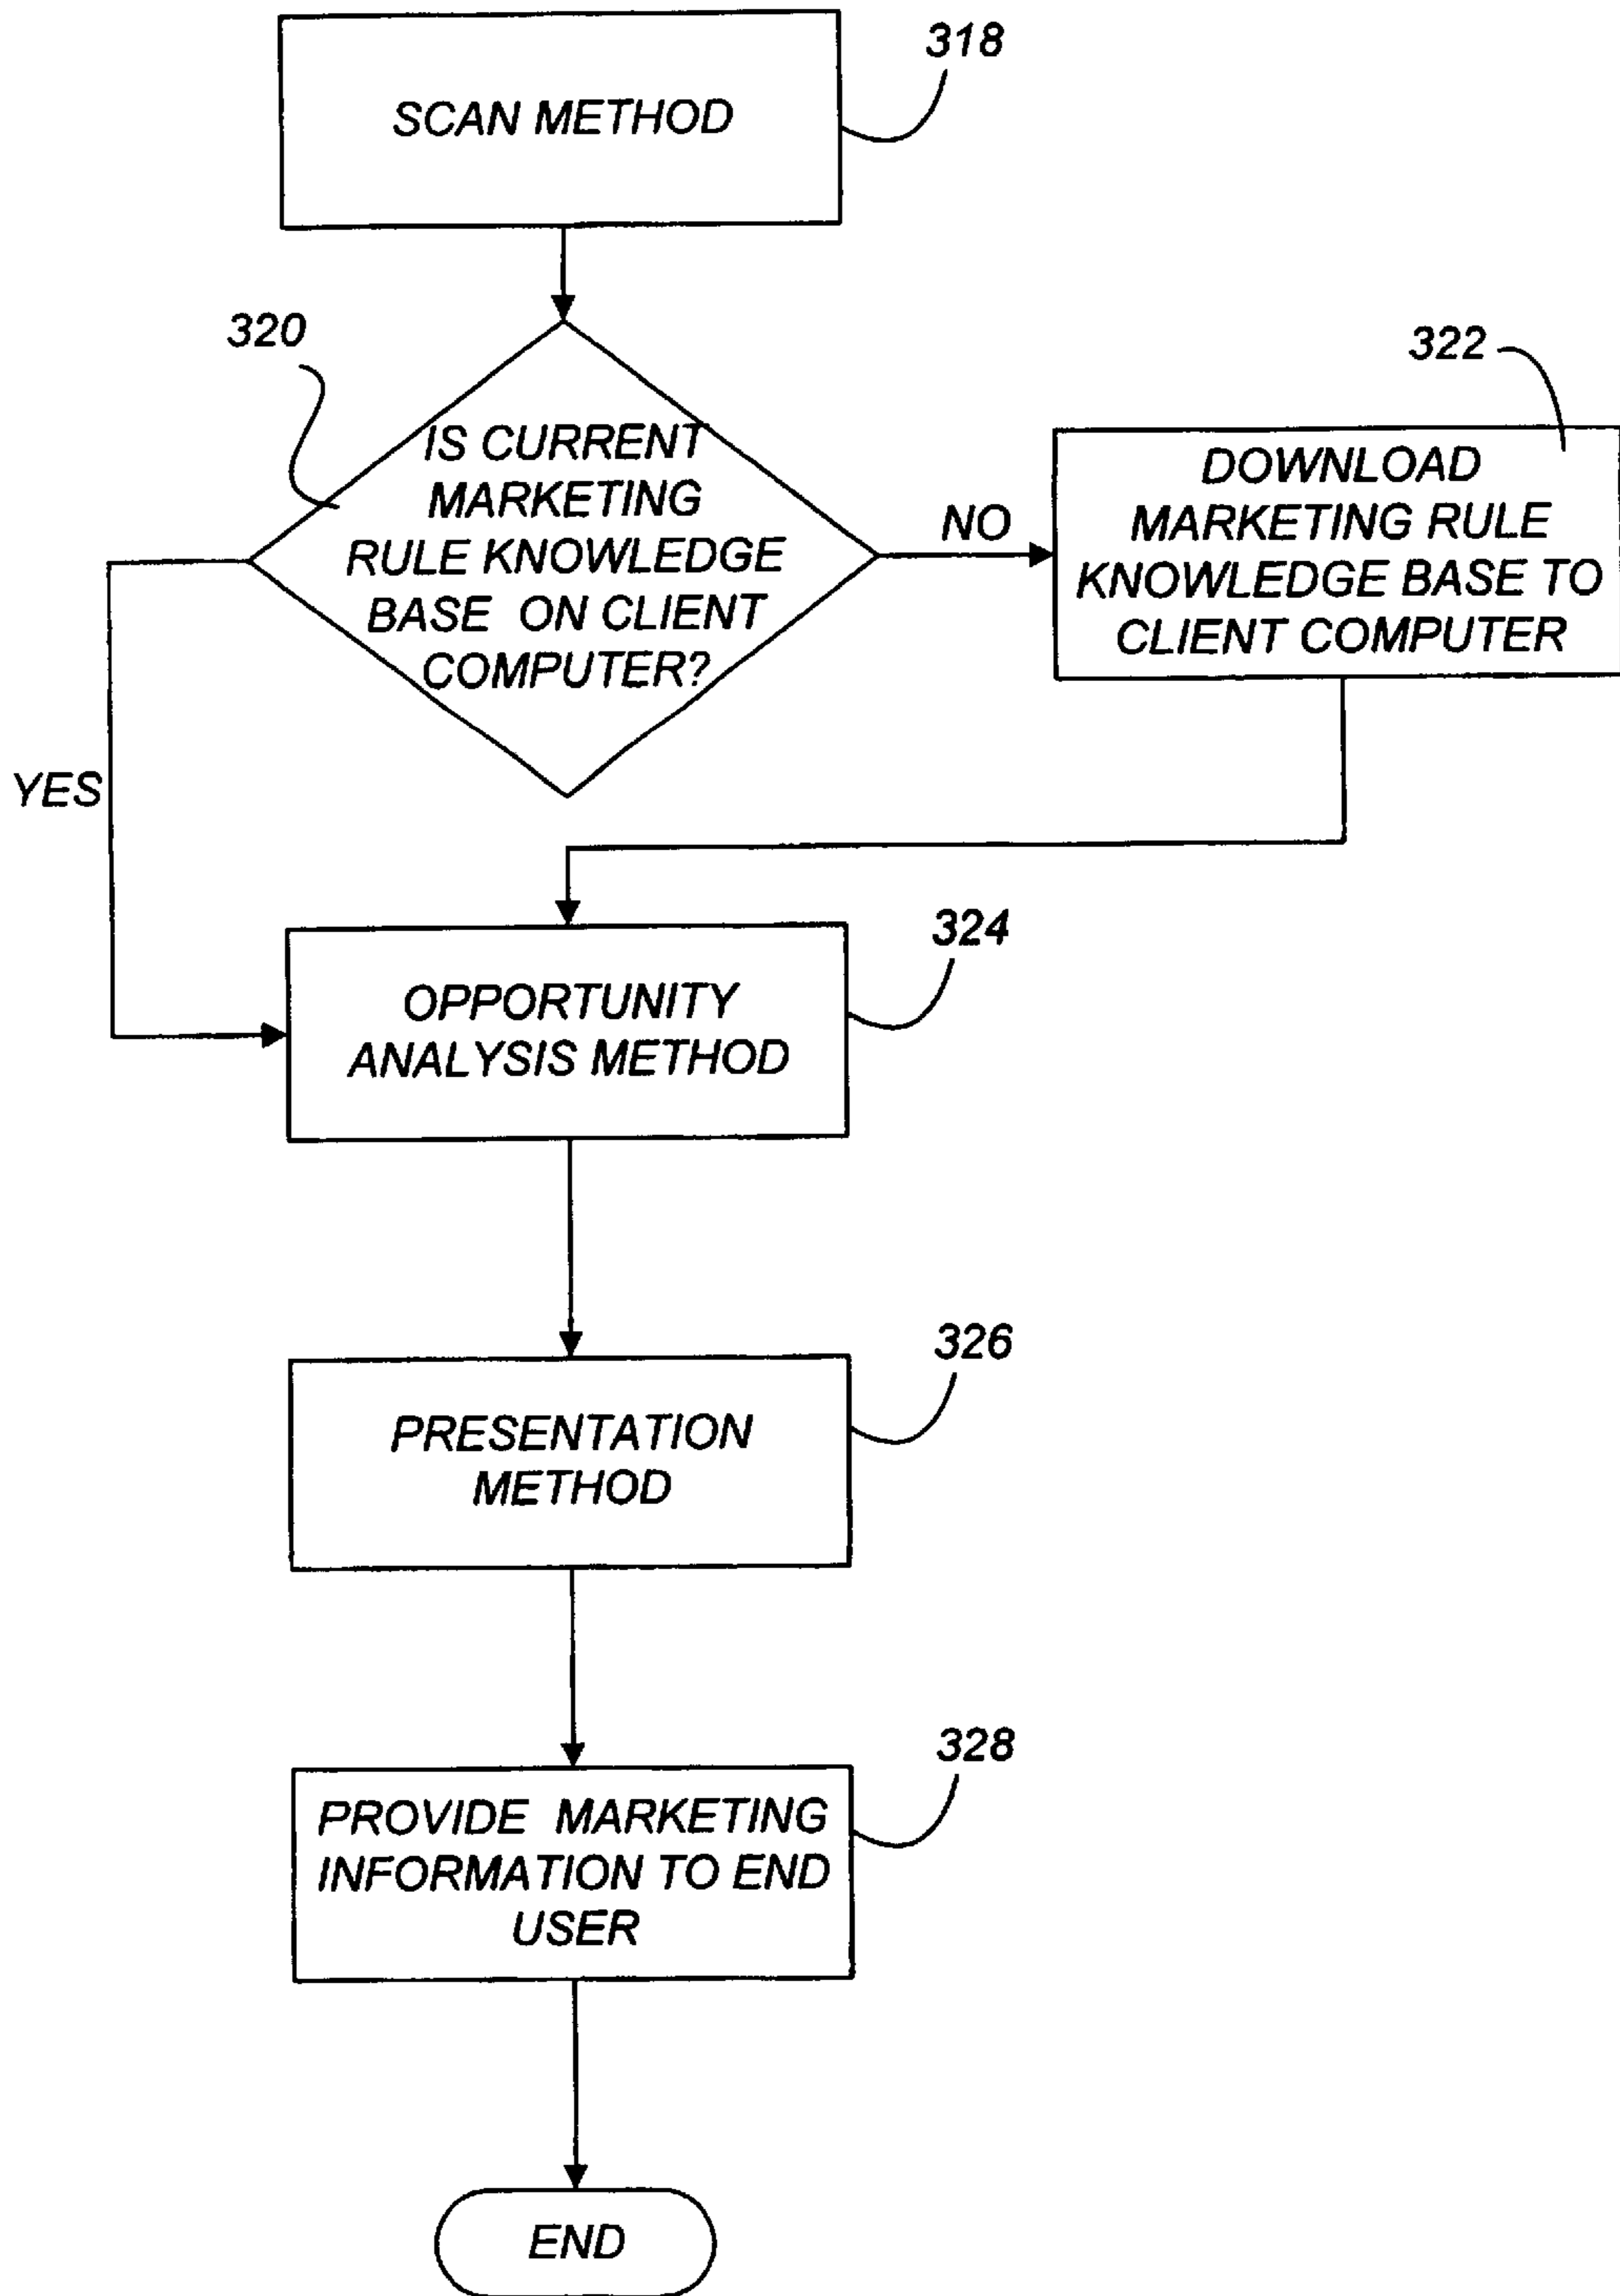 SCAN METHOD
318
320
IS CURRENT
MARKETING
RULE KNOWLEDGE
BASE ON CLIENT
COMPUTER?
NO
322
DOWNLOAD
MARKETING RULE
KNOWLEDGE BASE TO
CLIENT COMPUTER
YES
324
OPPORTUNITY
ANALYSIS METHOD
326
PRESENTATION
METHOD
328
PROVIDE MARKETING
INFORMATION TO END
USER
END